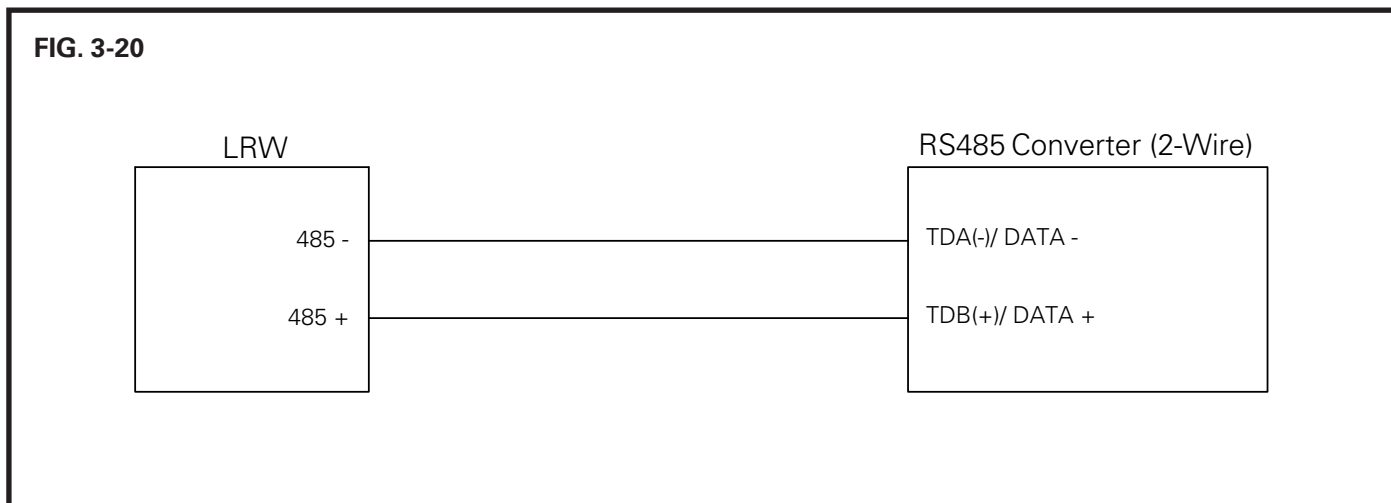 FIG. 3-20
LRW
RS485 Converter (2-Wire)
485 -
TDA(-)/ DATA -
485 +
TDB(+)/ DATA +